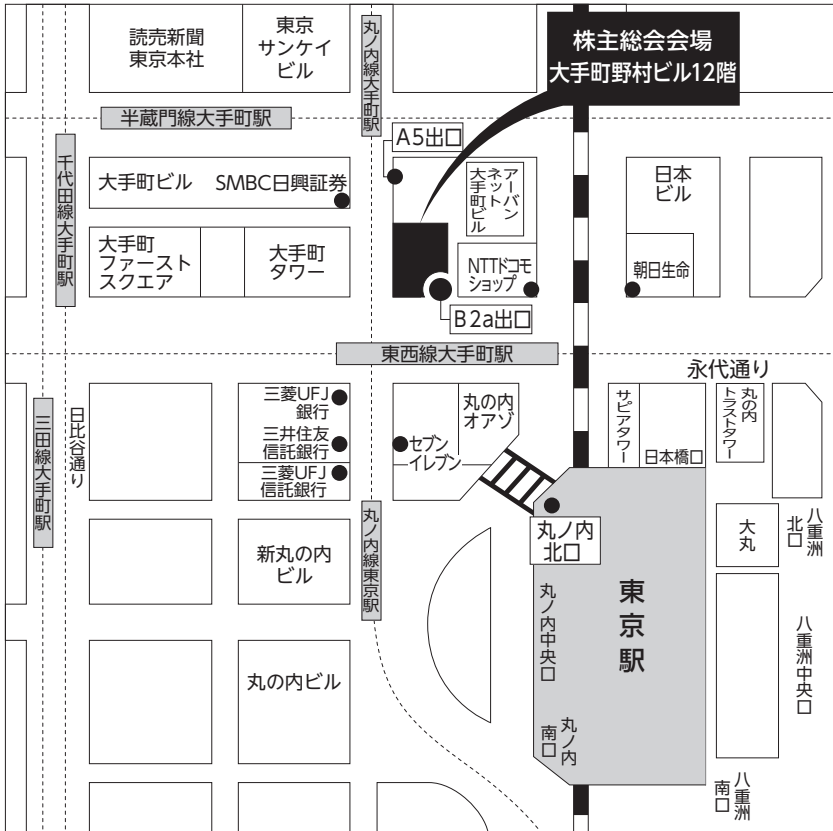 読売新聞
東京本社
東京
サンケイ
ビル
丸ノ内線大手町駅
株主総会会場
大手町野村ビル12階
半蔵門線大手町駅
A5出口
千代田線大手町駅
大手町ビル
SMBC日興証券
アーバン
ネット
大手町ビル
日本
ビル
大手町
ファースト
スクエア
大手町
タワー
NTTドコモ
ショップ
朝日生命
B2a出口
東西線大手町駅
永代通り
三田線大手町駅
日比谷通り
三菱UFJ
銀行
三井住友
信託銀行
三菱UFJ
信託銀行
セブン
イレブン
丸の内
オアゾ
サピアタワー
日本橋口
丸の内
トラストタワー
新丸の内
ビル
丸ノ内線東京駅
丸ノ内
北口
大丸
八重洲
北口
丸ノ内中央口
東京駅
八重洲中央口
丸の内ビル
丸ノ内
南口
八重洲
南口